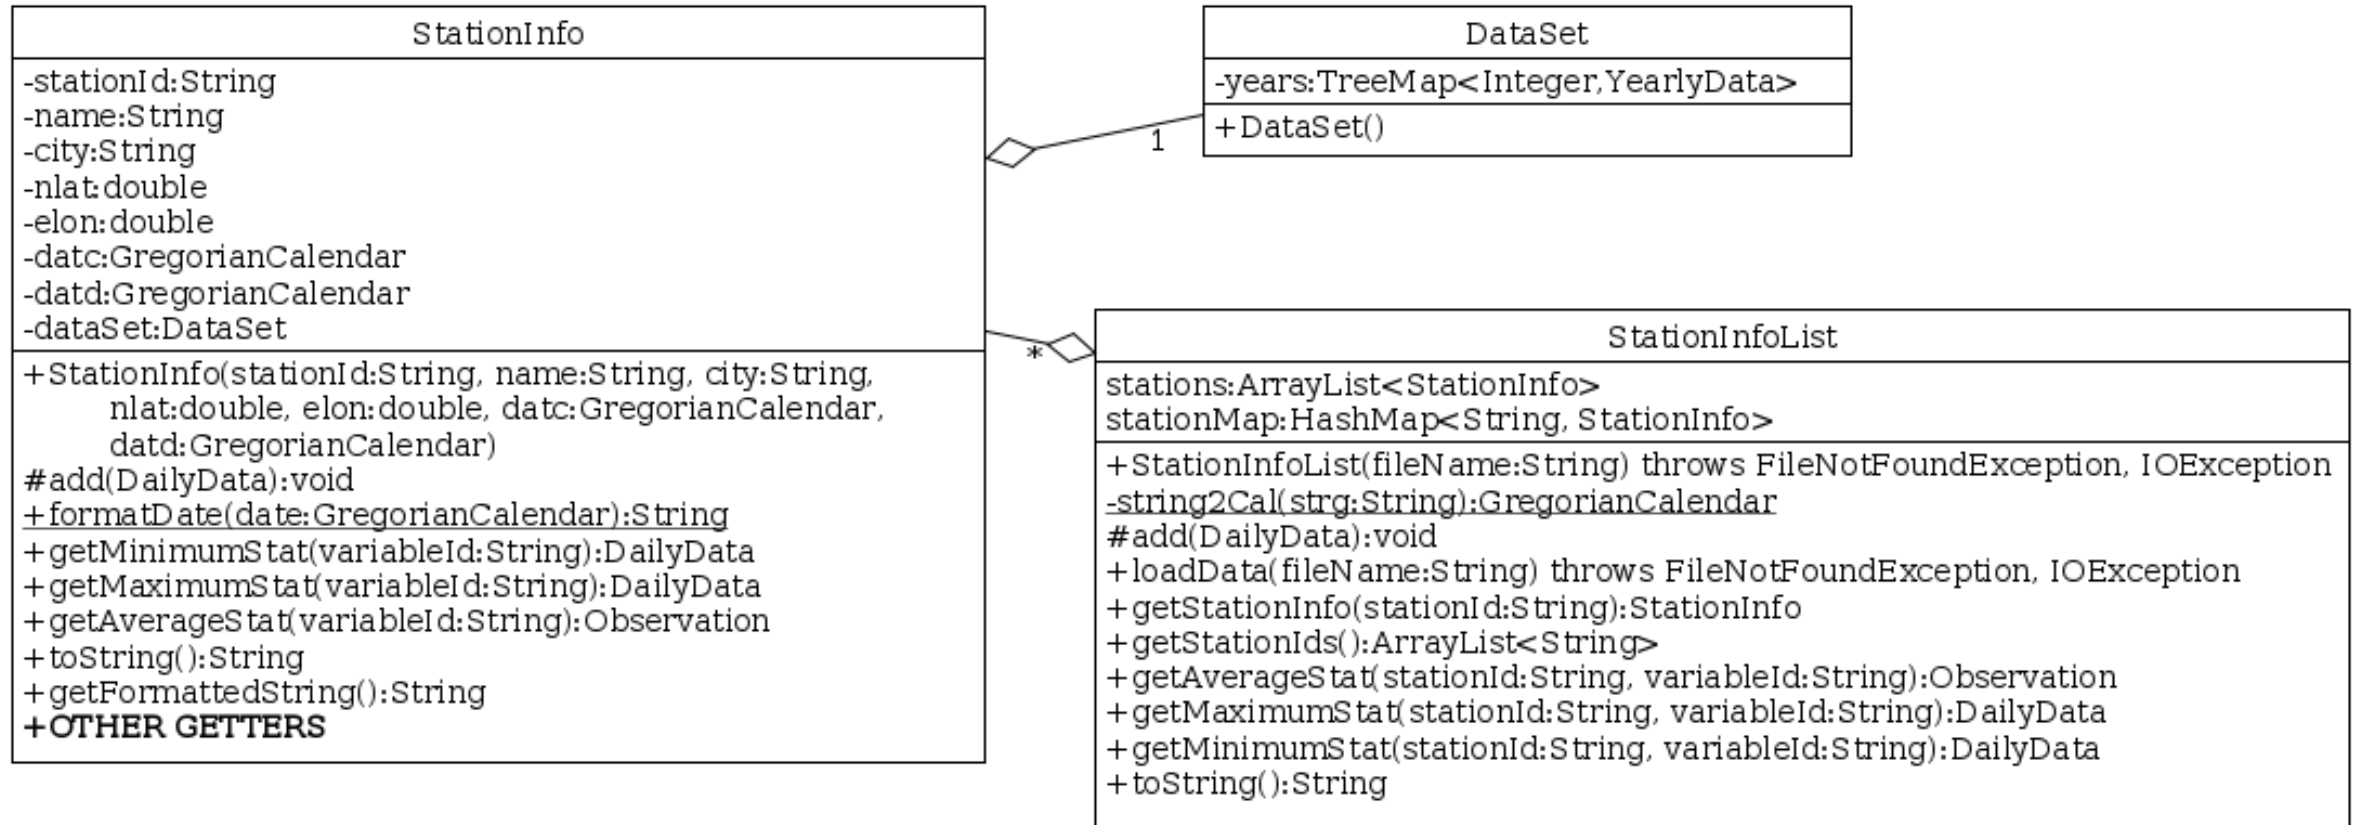 StationInfo
-stationId:String
-name:String
-city:String
-nlat:double
-elon:double
-datc:GregorianCalendar
-datd:GregorianCalendar
-dataSet:DataSet
+StationInfo(stationId:String, name:String, city:String,
nlat:double, elon:double, datc:GregorianCalendar,
datd:GregorianCalendar)
#add(DailyData):void
+formatDate(date:GregorianCalendar):String
+getMinimumStat(variableId:String):DailyData
+getMaximumStat(variableId:String):DailyData
+getAverageStat(variableId:String):Observation
+toString():String
+getFormattedString():String
+OTHER GETTERS
1
*
DataSet
-years:TreeMap<Integer,YearlyData>
+DataSet()
StationInfoList
stations:ArrayList<StationInfo>
stationMap:HashMap<String, StationInfo>
+StationInfoList(fileName:String) throws FileNotFoundException, IOException
-string2Cal(strg:String):GregorianCalendar
#add(DailyData):void
+loadData(fileName:String) throws FileNotFoundException, IOException
+getStationInfo(stationId:String):StationInfo
+getStationIds():ArrayList<String>
+getAverageStat(stationId:String, variableId:String):Observation
+getMaximumStat(stationId:String, variableId:String):DailyData
+getMinimumStat(stationId:String, variableId:String):DailyData
+toString():String